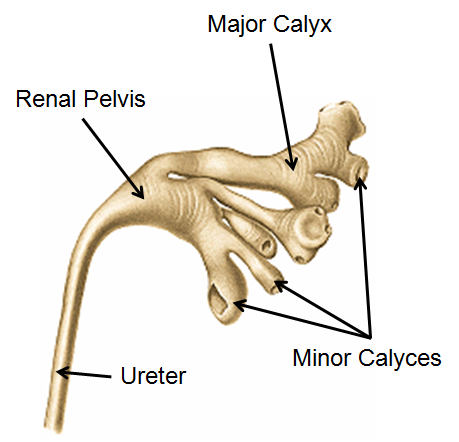 Major Calyx
Renal Pelvis
Minor Calyces
Ureter